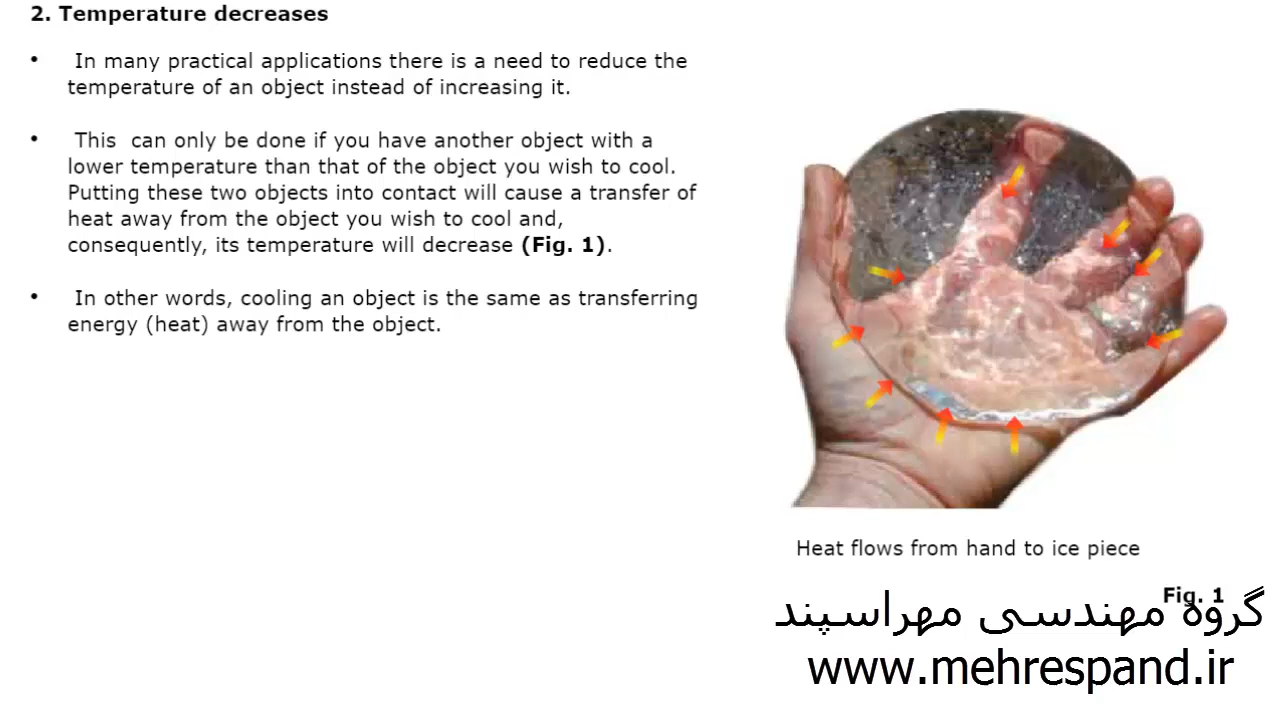 2. Temperature decreases
• In many practical applications there is a need to reduce the
temperature of an object instead of increasing it.
• This can only be done if you have another object with a
lower temperature than that of the object you wish to cool.
Putting these two objects into contact will cause a transfer of
heat away from the object you wish to cool and,
consequently, its temperature will decrease (Fig. 1).
• In other words, cooling an object is the same as transferring
energy (heat) away from the object.
Heat flows from hand to ice piece
Fig. 1
گروه مهندسی مهراسپند
www.mehrespand.ir